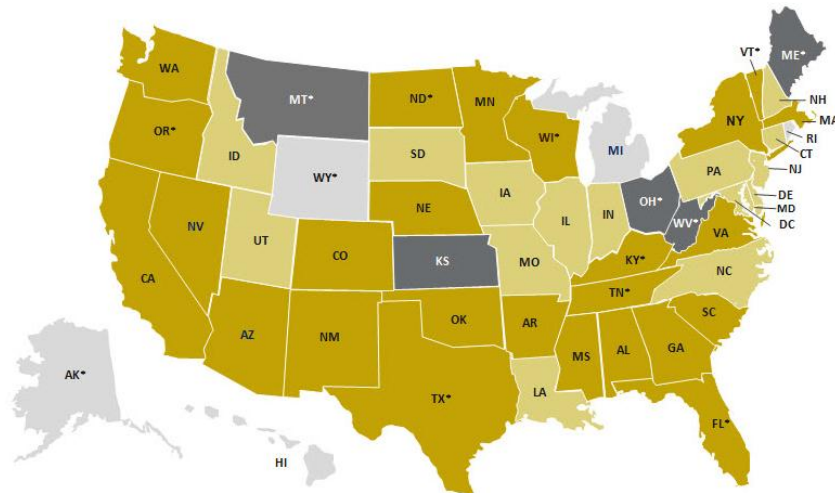 VT*
ME*
WA
MT*
ND*
MN
NH
MA
OR*
NY
WI*
RI
ID
SD
MI
CT
WY*
PA
NJ
IA
NE
OH*
DE
IL
IN
MD
NV
WV*
DC
UT
VA
CO
KS
KY*
CA
MO
NC
TN*
OK
AR
SC
AZ
NM
MS
AL
GA
AK*
TX*
LA
FL*
HI